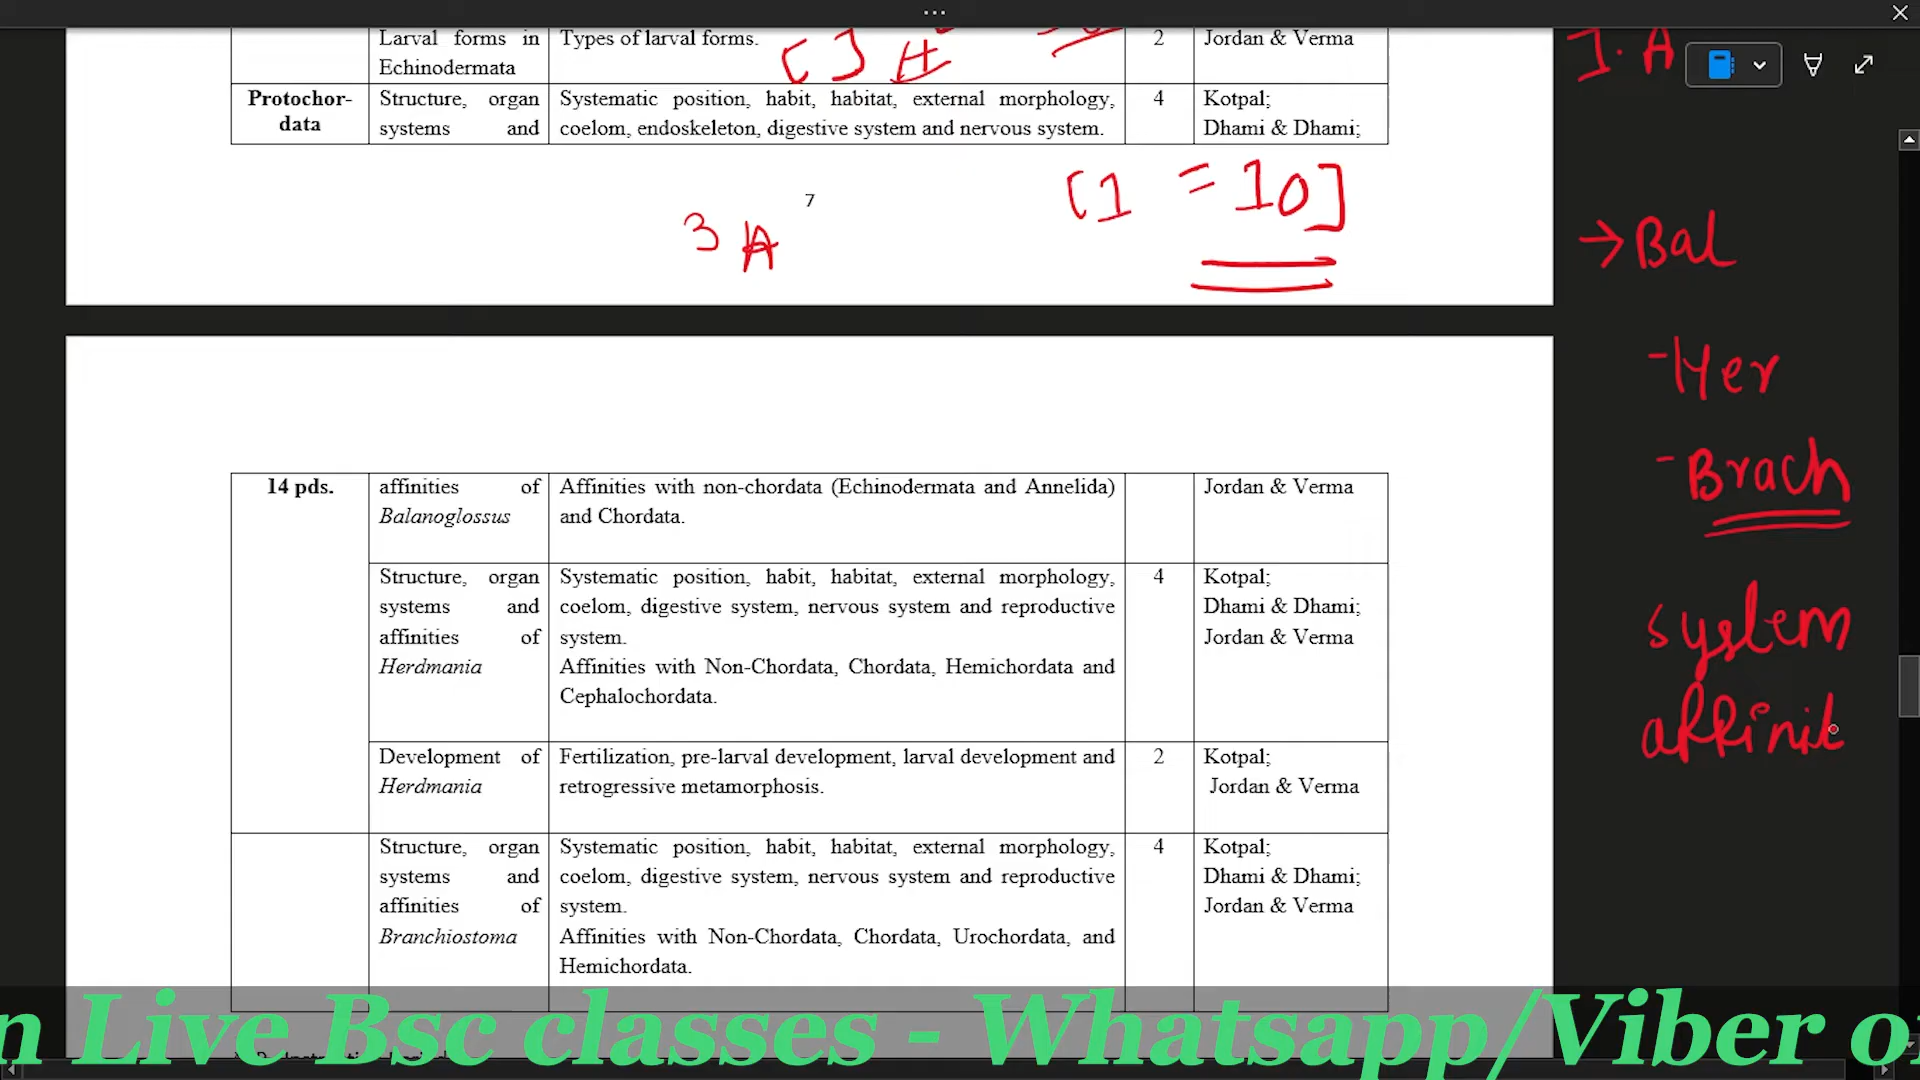 Larval forms in Types of larval forms. 2 Jordan & Verma
Echinodermata
[ ] H
I. A
Protochor- Structure, organ Systematic position, habit, habitat, external morphology, 4 Kotpal;
data systems and coelom, endoskeleton, digestive system and nervous system. Dhami & Dhami;
[1 = 10]
7
3 A
→ Bal
- Her
- Brach
system
affinit
14 pds. affinities of Affinities with non-chordata (Echinodermata and Annelida) Jordan & Verma
Balanoglossus and Chordata.
Structure, organ Systematic position, habit, habitat, external morphology, 4 Kotpal;
systems and coelom, digestive system, nervous system and reproductive Dhami & Dhami;
affinities of system. Jordan & Verma
Herdmania Affinities with Non-Chordata, Chordata, Hemichordata and
Cephalochordata.
Development of Fertilization, pre-larval development, larval development and 2 Kotpal;
Herdmania retrogressive metamorphosis. Jordan & Verma
Structure, organ Systematic position, habit, habitat, external morphology, 4 Kotpal;
systems and coelom, digestive system, nervous system and reproductive Dhami & Dhami;
affinities of system. Jordan & Verma
Branchiostoma Affinities with Non-Chordata, Chordata, Urochordata, and
Hemichordata.
n Live Bsc classes - Whatsapp/Viber o